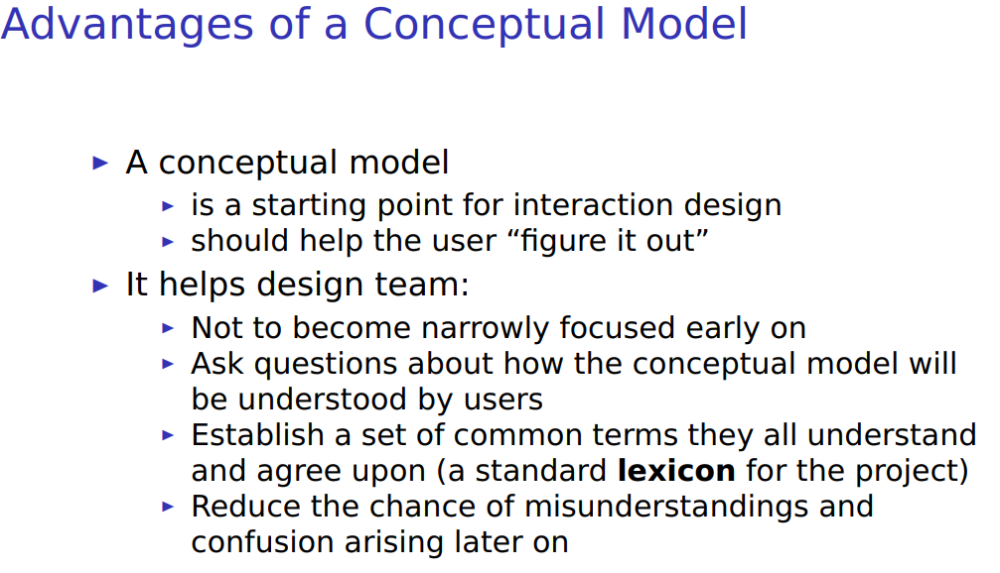 Advantages of a Conceptual Model
A conceptual model
is a starting point for interaction design
should help the user “figure it out”
It helps design team:
Not to become narrowly focused early on
Ask questions about how the conceptual model will
be understood by users
Establish a set of common terms they all understand
and agree upon (a standard lexicon for the project)
Reduce the chance of misunderstandings and
confusion arising later on